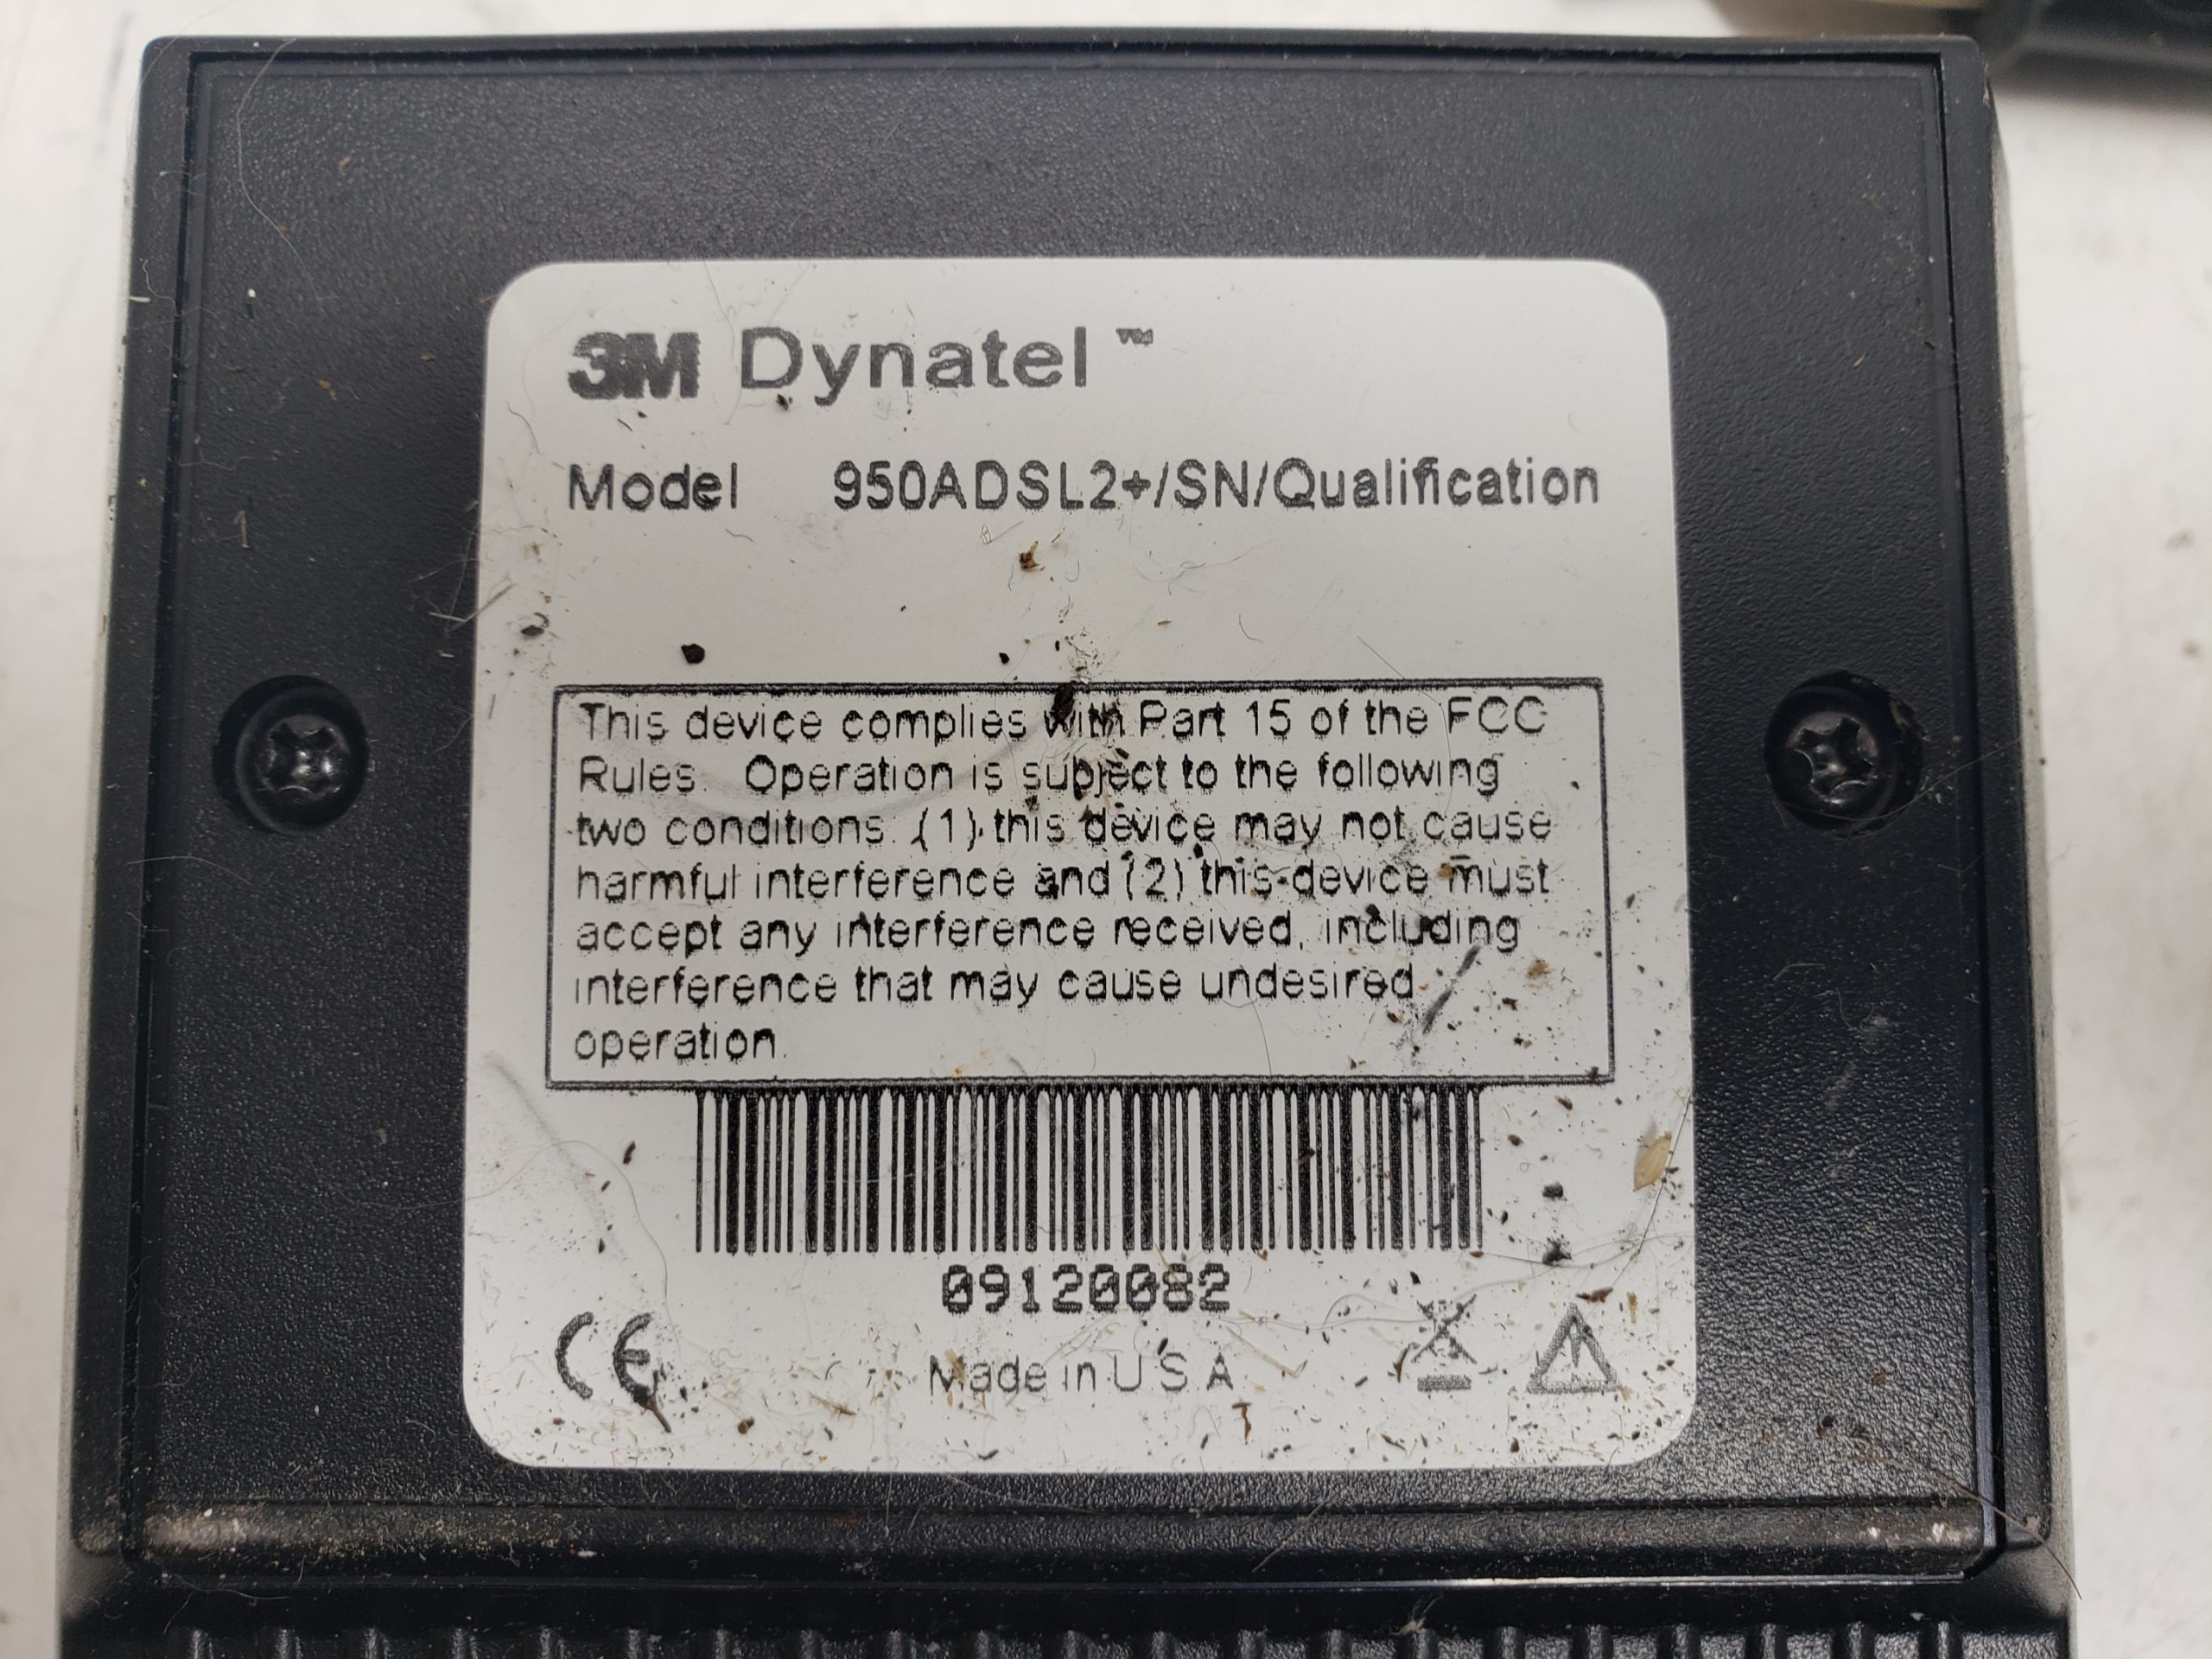 3M Dynatel ™
Model 950ADSL2+/SN/Qualification
This device complies with Part 15 of the FCC
Rules. Operation is subject to the following
two conditions: (1) this device may not cause
harmful interference and (2) this device must
accept any interference received, including
interference that may cause undesired
operation.
09120082
CE
Made in U S A